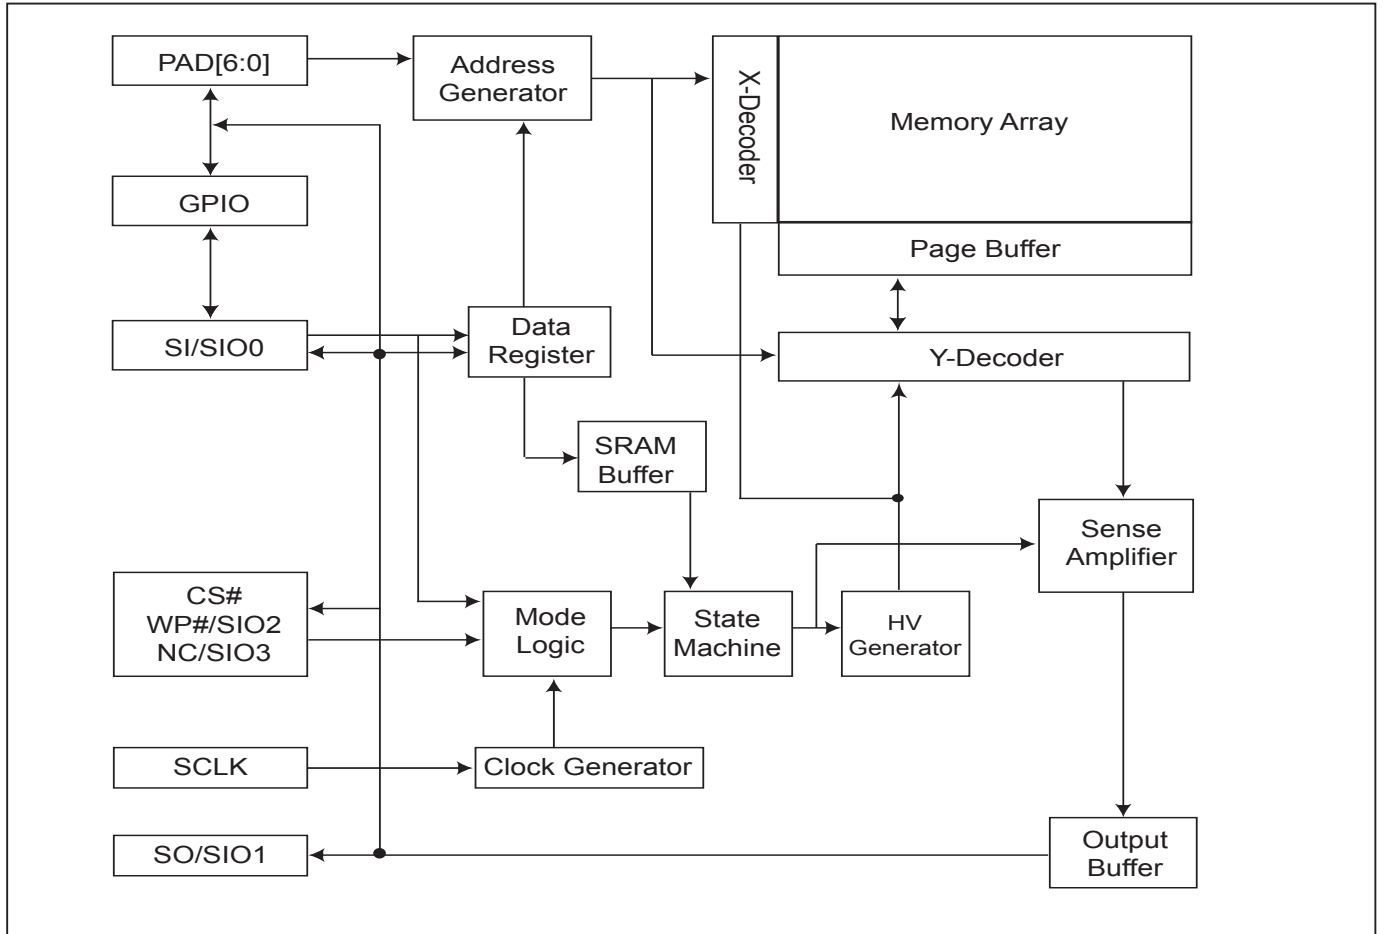 PAD[6:0]
Address
Generator
X-Decoder
Memory Array
GPIO
Page Buffer
SI/SIO0
Data
Register
Y-Decoder
SRAM
Buffer
Sense
Amplifier
CS#
WP#/SIO2
NC/SIO3
Mode
Logic
State
Machine
HV
Generator
SCLK
Clock Generator
SO/SIO1
Output
Buffer